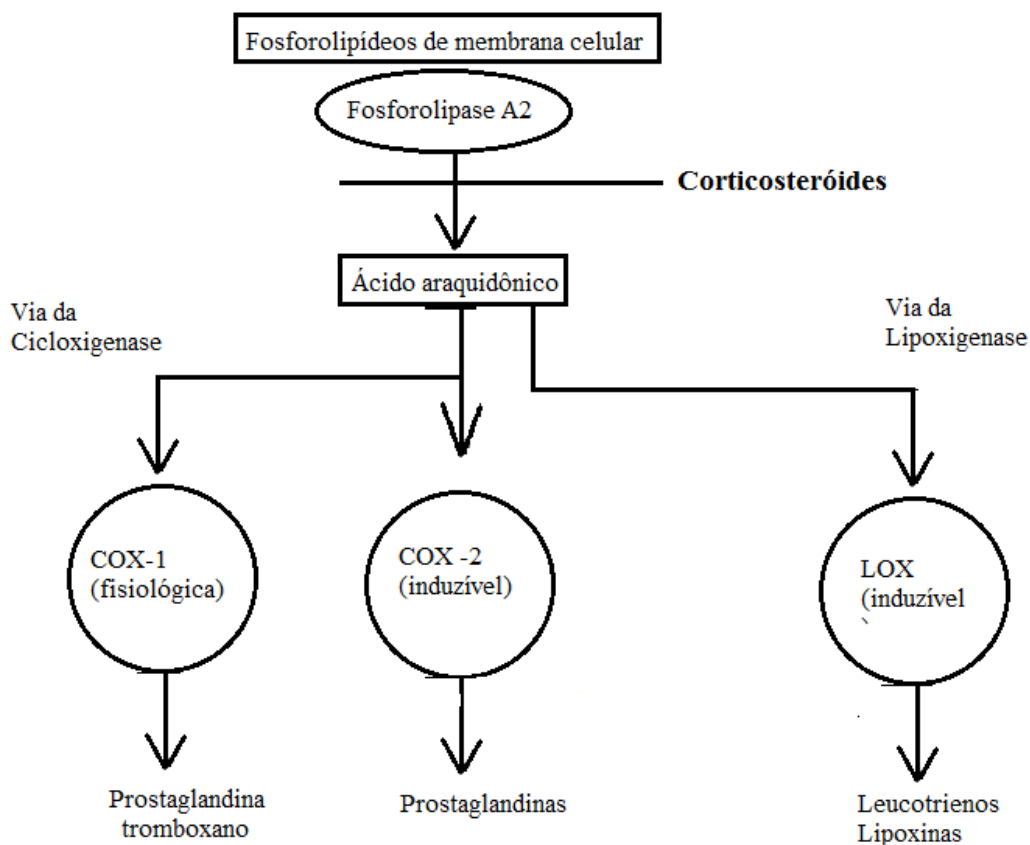 Fosforolipídeos de membrana celular
Fosforolipase A2
Corticosteróides
Ácido araquidônico
Via da
Cicloxigenase
Via da
Lipoxigenase
COX-1
(fisiológica)
COX -2
(induzível)
LOX
(induzível
Prostaglandina
tromboxano
Prostaglandinas
Leucotrienos
Lipoxinas